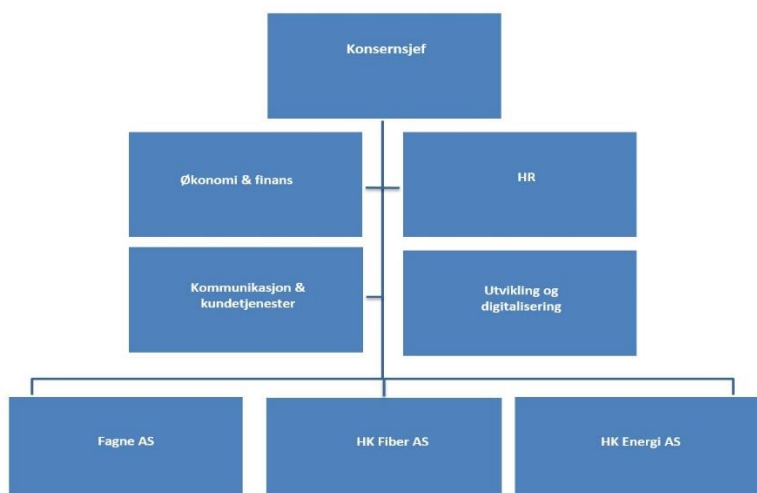 Konsernsjef
Økonomi & finans
HR
Kommunikasjon &
kundetjenester
Utvikling og
digitalisering
Fagne AS
HK Fiber AS
HK Energi AS